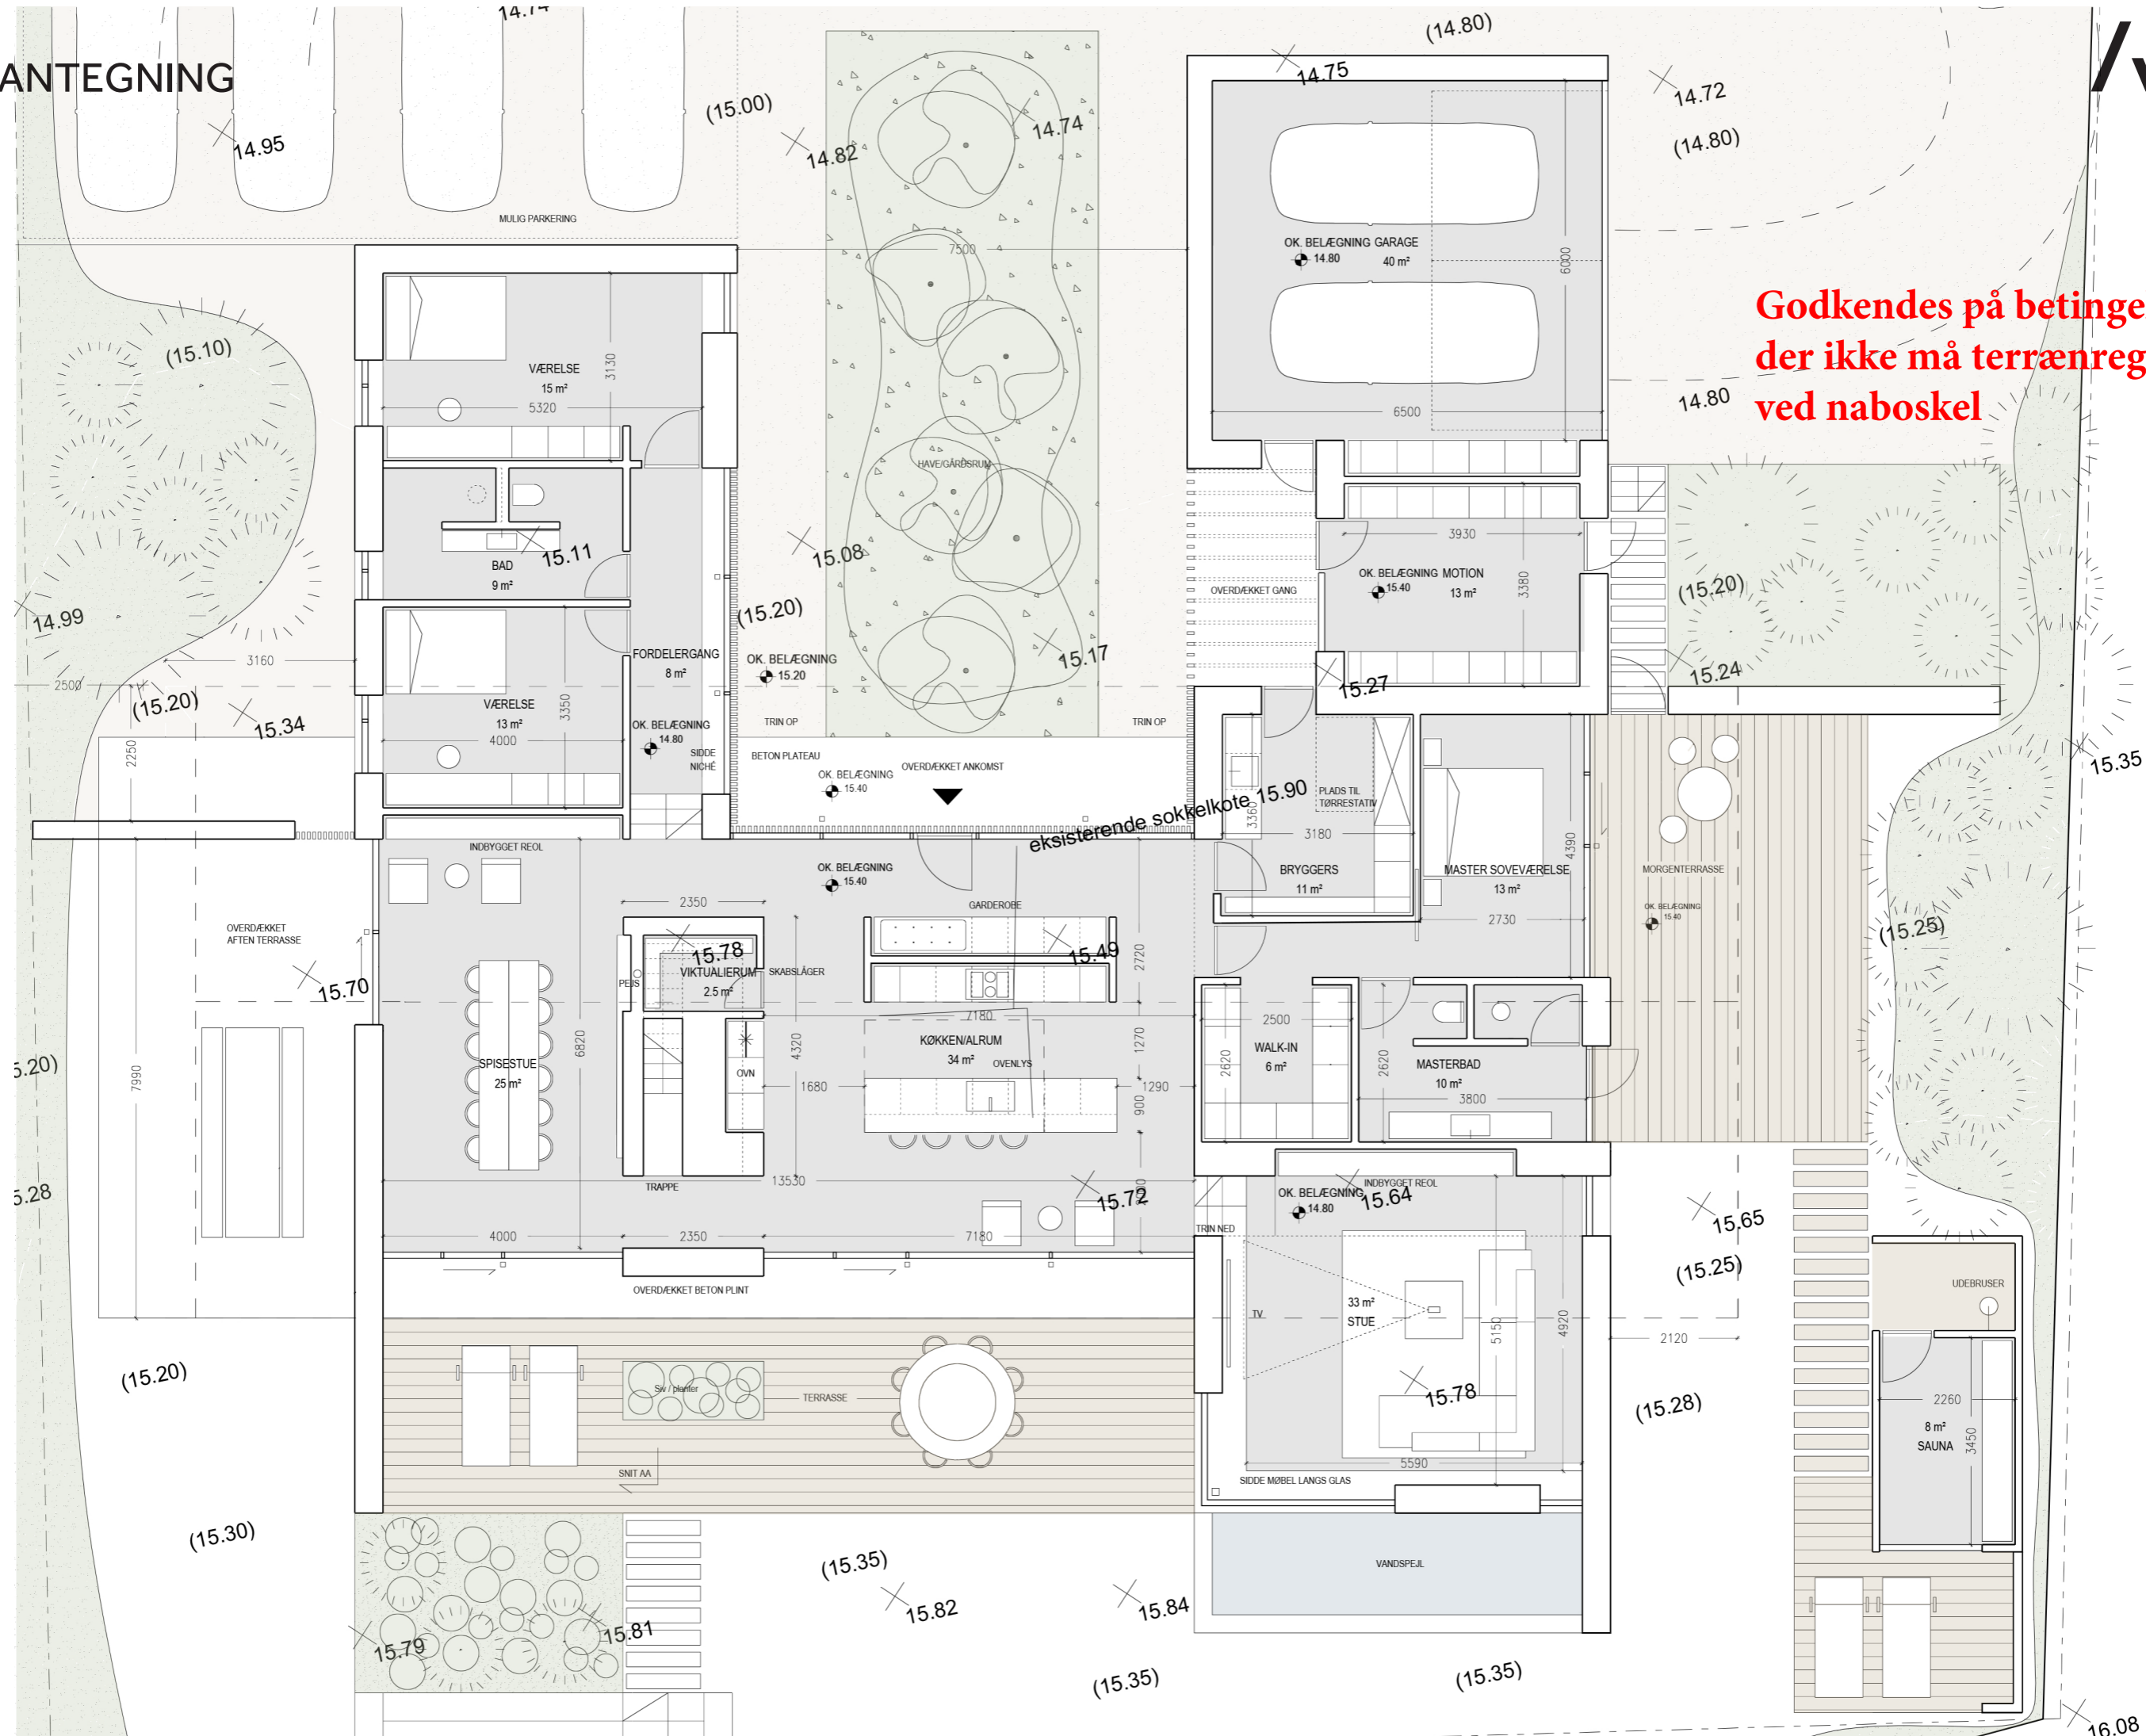 ANTEGNING
14.74
(14.80)
14.75
14.72
(14.80)
(15.00)
14.82
14.74
14.95
MULIG PARKERING
7500
OK. BELÆGNING GARAGE
14.80 40 m²
6000
6500
Godkendes på betinge
der ikke må terrænreg
ved naboskel
14.80
(15.10)
VÆRELSE
15 m²
5320
3130
HAVE/GÅRDSRUM
BAD
9 m²
15.11
15.08
OVERDÆKKET GANG
3930
OK. BELÆGNING MOTION
15.40 13 m²
3380
(15.20)
15.24
14.99
3160
2500
(15.20)
15.34
2250
VÆRELSE
13 m²
4000
3350
FORDELERGANG
8 m²
OK. BELÆGNING
14.80
SIDDE
NICHE
(15.20)
OK. BELÆGNING
15.20
15.17
15.27
TRIN OP
TRIN OP
BETON PLATEAU
OVERDÆKKET ANKOMST
OK. BELÆGNING
15.40
eksisterende sokkelkote 15.90
PLADS TIL
TØRRESTATIV
3360
3180
BRYGGERS
11 m²
MASTER SOVEVÆRELSE
13 m²
4390
2730
MORGENTERRASSE
OK. BELÆGNING
15.40
15.35
(15.25)
INDBYGGET REOL
OK. BELÆGNING
15.40
2350
GARDEROBE
OVERDÆKKET
AFTEN TERRASSE
15.70
15.78
VIKTUALIERUM
2.5 m²
PEJS
SKABSLÅGER
15.49
2720
7180
KØKKEN/ALRUM
34 m²
OVENLYS
1270
4320
OVN
1680
1290
900
6820
SPISESTUE
25 m²
7990
5.20)
5.28
2500
WALK-IN
6 m²
2620
2620
MASTERBAD
10 m²
3800
TRAPPE
13530
15.72
4000
2350
7180
OVERDÆKKET BETON PLINT
TRIN NED
OK. BELÆGNING
14.80
INDBYGGET REOL
15.64
15.65
(15.25)
UDEBRUSER
TV
33 m²
STUE
5150
4920
2120
15.78
(15.28)
2260
8 m²
SAUNA
3450
(15.20)
Siv / planter
TERRASSE
SNIT AA
5590
SIDDE MØBEL LANGS GLAS
VANDSPEJL
(15.30)
(15.35)
15.82
15.84
15.79
15.81
(15.35)
(15.35)
16.08